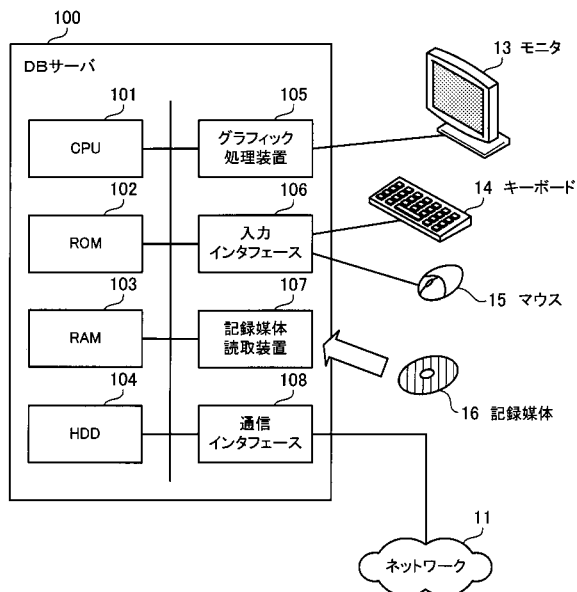 100
DBサーバ
101
CPU
102
ROM
103
RAM
104
HDD
105
グラフィック
処理装置
106
入力
インタフェース
107
記録媒体
読取装置
108
通信
インタフェース
13 モニタ
14 キーボード
15 マウス
16 記録媒体
11
ネットワーク